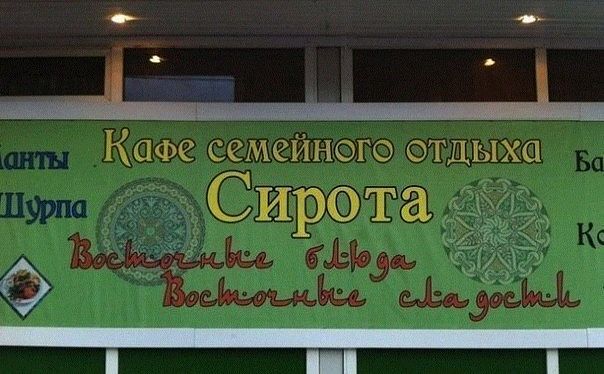 Кафе семейного отдыха
Сирота
Шурпа
Восточные блюда
Восточные сладости